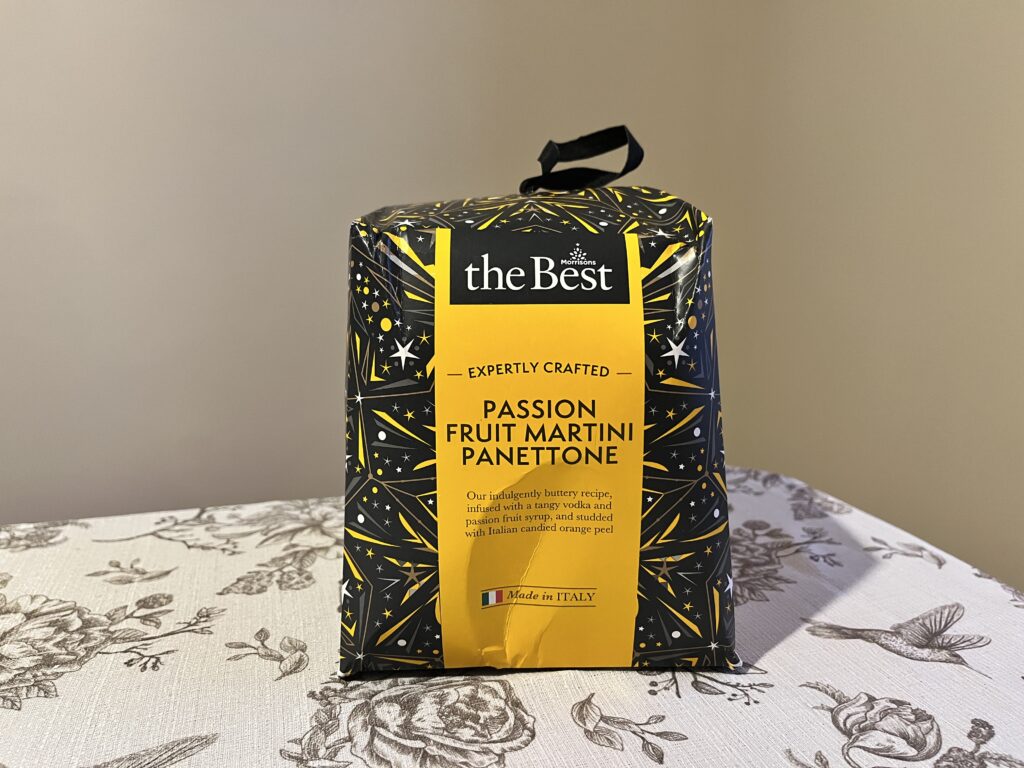 Morrisons
the Best
EXPERTLY CRAFTED
PASSION
FRUIT MARTINI
PANETTONE
Our indulgently buttery recipe,
infused with a tangy vodka and
passion fruit syrup, and studded
with Italian candied orange peel
Made in ITALY